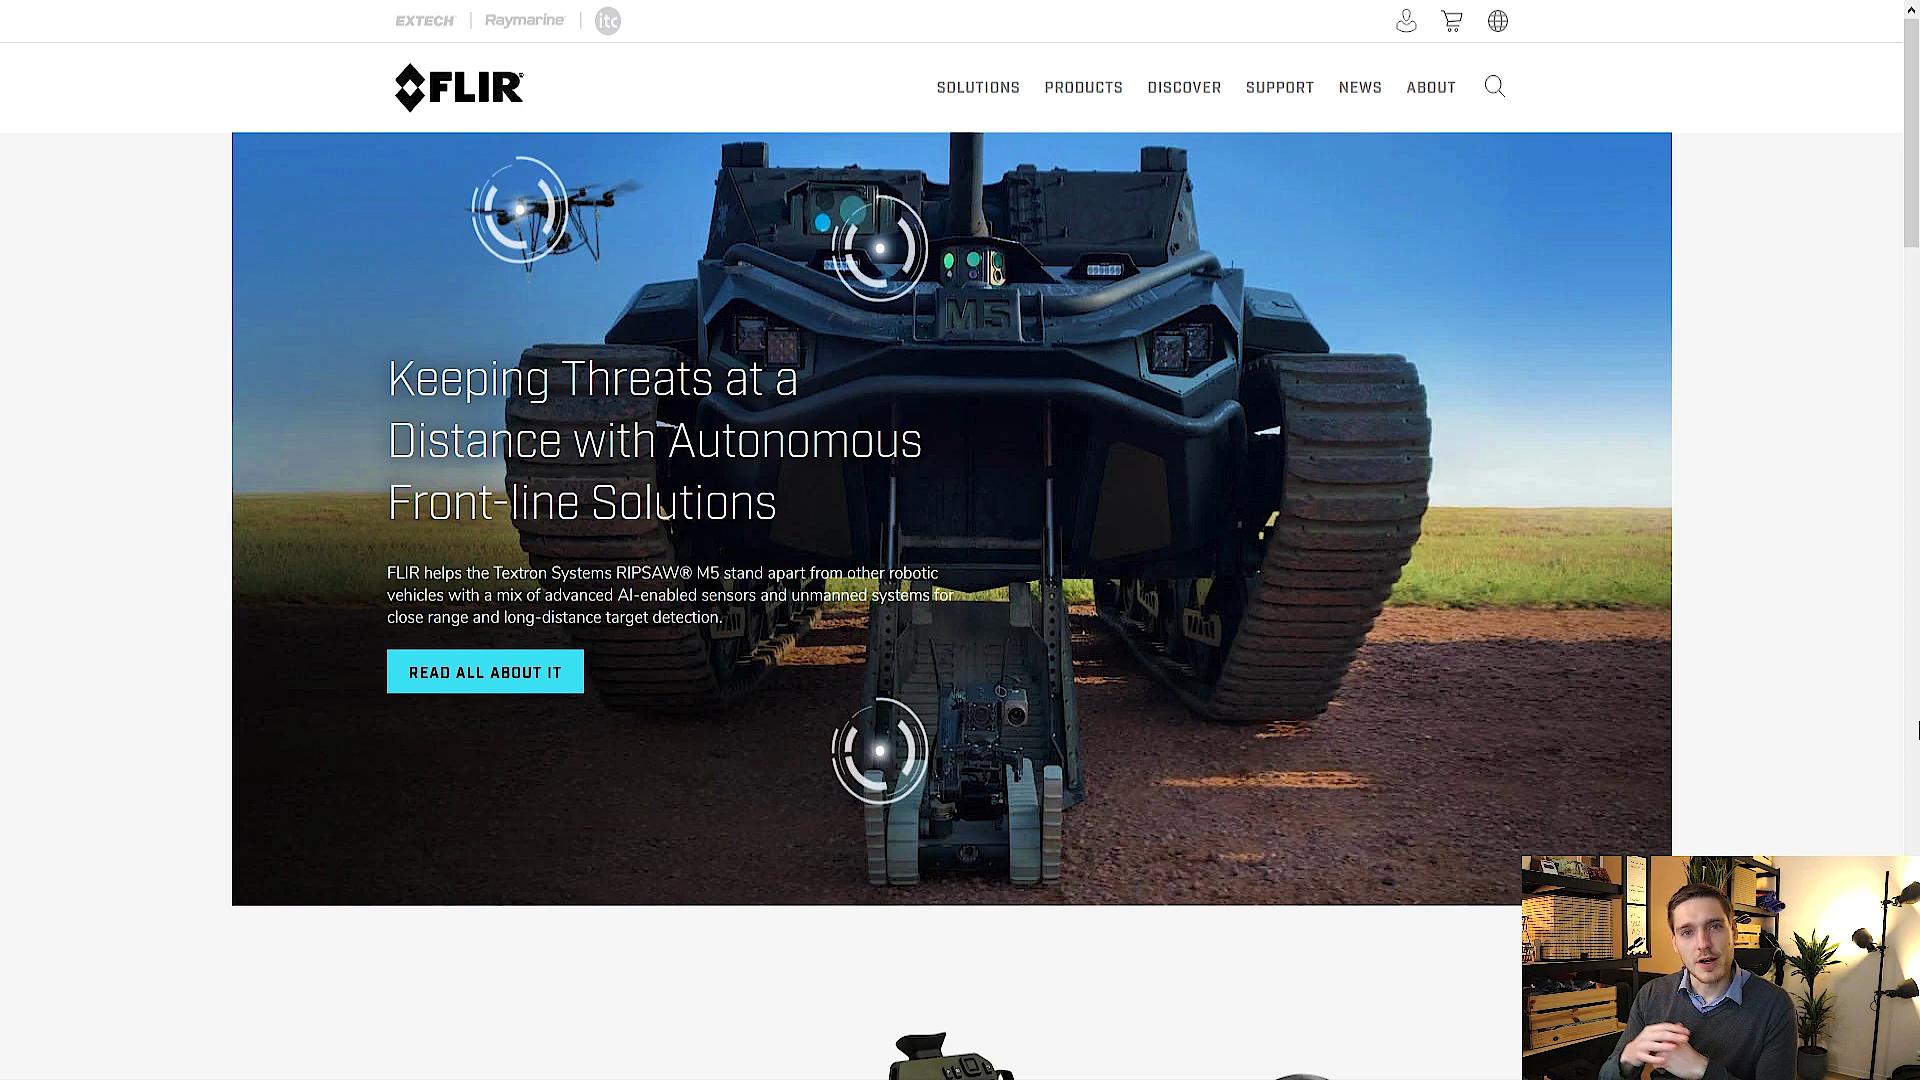 EXTECH
Raymarine
itc
FLIR
SOLUTIONS PRODUCTS DISCOVER SUPPORT NEWS ABOUT
M5
Keeping Threats at a
Distance with Autonomous
Front-line Solutions
FLIR helps the Textron Systems RIPSAW® M5 stand apart from other robotic
vehicles with a mix of advanced AI-enabled sensors and unmanned systems for
close range and long-distance target detection.
READ ALL ABOUT IT